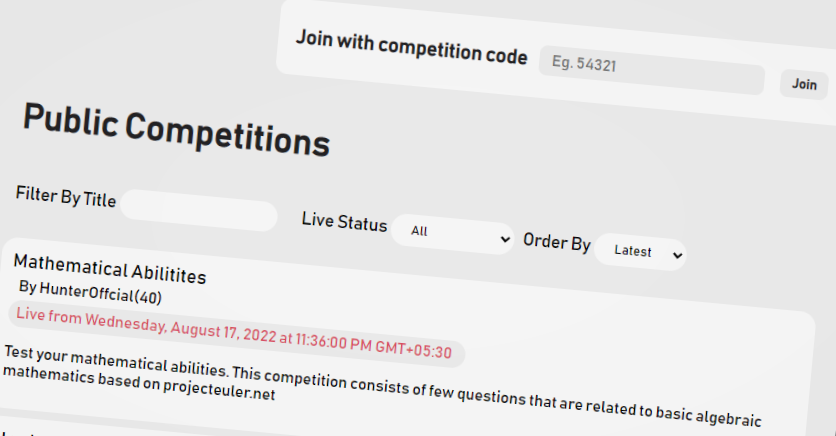 Join with competition code Eg. 54321 Join
Public Competitions
Filter By Title Live Status All Order By Latest
Mathematical Abilitites
By HunterOffcial(40)
Live from Wednesday, August 17, 2022 at 11:36:00 PM GMT+05:30
Test your mathematical abilities. This competition consists of few questions that are related to basic algebraic
mathematics based on projecteuler.net